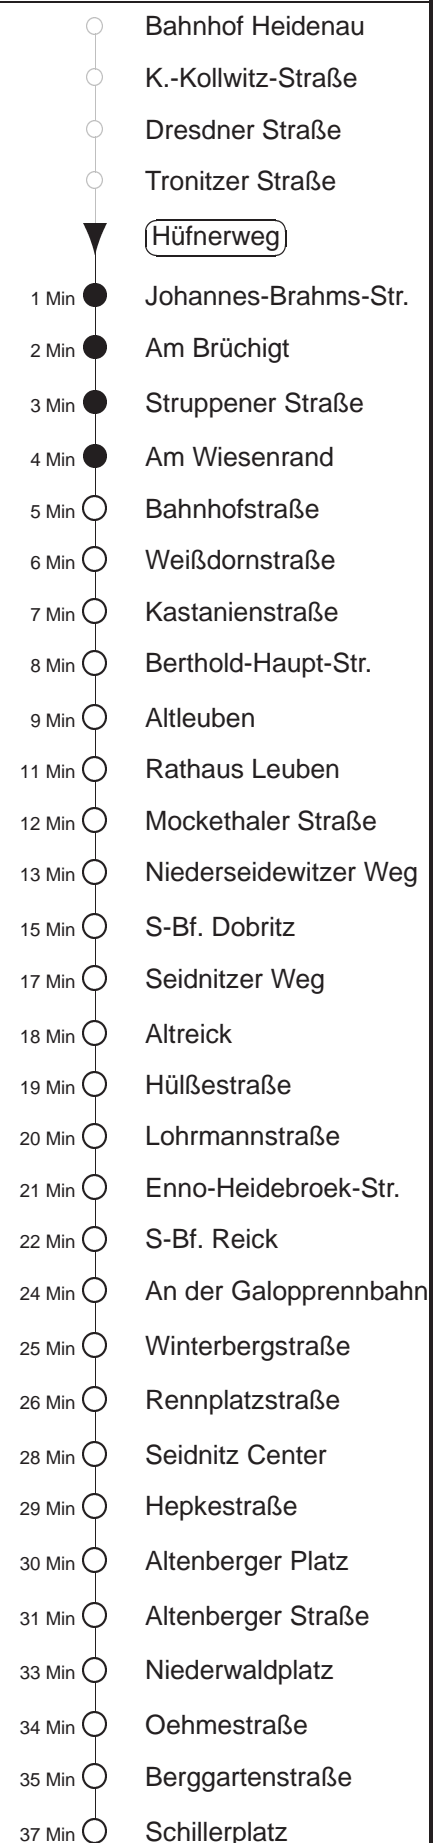 Bahnhof Heidenau
K.-Kollwitz-Straße
Dresdner Straße
Tronitzer Straße
Hüfnerweg
1 Min Johannes-Brahms-Str.
2 Min Am Brüchigt
3 Min Struppener Straße
4 Min Am Wiesenrand
5 Min Bahnhofstraße
6 Min Weißdornstraße
7 Min Kastanienstraße
8 Min Berthold-Haupt-Str.
9 Min Altleuben
11 Min Rathaus Leuben
12 Min Mockethaler Straße
13 Min Niederseidewitzer Weg
15 Min S-Bf. Dobritz
17 Min Seidnitzer Weg
18 Min Altreick
19 Min Hülßestraße
20 Min Lohrmannstraße
21 Min Enno-Heidebroek-Str.
22 Min S-Bf. Reick
24 Min An der Galopprennbahn
25 Min Winterbergstraße
26 Min Rennplatzstraße
28 Min Seidnitz Center
29 Min Hepkestraße
30 Min Altenberger Platz
31 Min Altenberger Straße
33 Min Niederwaldplatz
34 Min Oehmestraße
35 Min Berggartenstraße
37 Min Schillerplatz